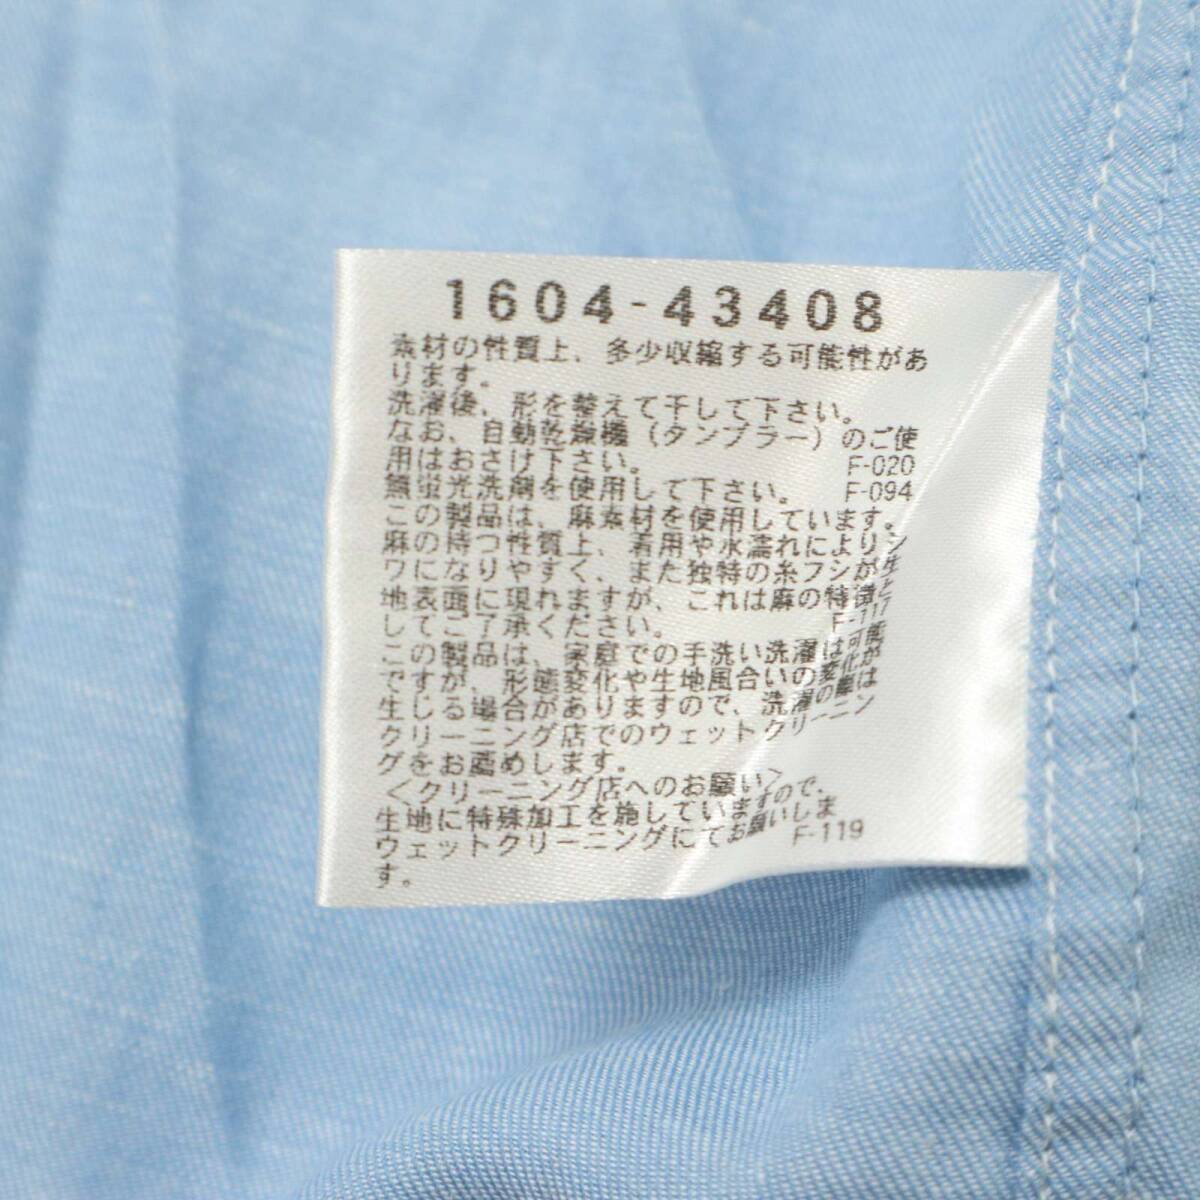 1604-43408
素材の性質上、多少収縮する可能性があ
ります。
洗濯後、形を整えて干して下さい。
なお、自動乾燥機（タンブラー）のご使
用はおさけ下さい。 F-020
無蛍光洗剤を使用して下さい。 F-094
この製品は、麻素材を使用しています。
麻の持つ性質上、着用や水濡れによりシ
ワになりやすく、また独特の糸フシが生
地表面に現れますが、これは麻の特徴と
してご了承ください。 F-117
この製品は、家庭での手洗い洗濯は可能
ですが、形態変化や生地風合いの変化が
生じる場合がありますので、洗濯の際は
クリーニング店でのウェットクリーニン
グをお薦めします。
＜クリーニング店へのお願い＞
生地に特殊加工を施していますので、
ウェットクリーニングにてお願いしま
す。 F-119